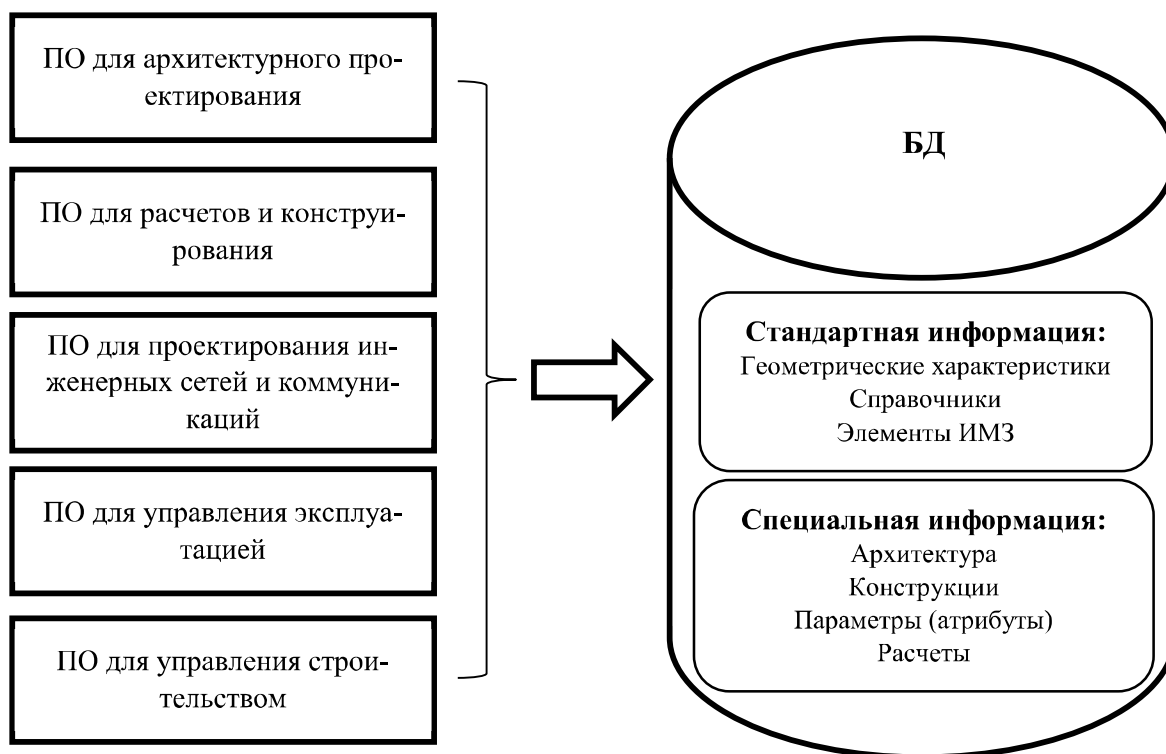 ПО для архитектурного про-
ектирования
ПО для расчетов и конструи-
рования
ПО для проектирования ин-
женерных сетей и коммуни-
каций
ПО для управления эксплуа-
тацией
ПО для управления строи-
тельством
БД
Стандартная информация:
Геометрические характеристики
Справочники
Элементы ИМЗ
Специальная информация:
Архитектура
Конструкции
Параметры (атрибуты)
Расчеты